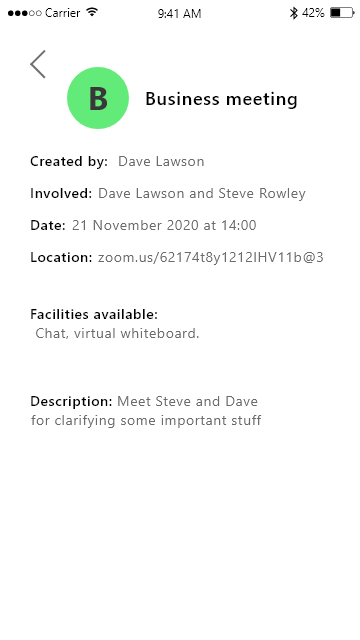 Carrier 9:41 AM 42%
B
Business meeting
Created by: Dave Lawson
Involved: Dave Lawson and Steve Rowley
Date: 21 November 2020 at 14:00
Location: zoom.us/62174t8y1212IHV11b@3
Facilities available:
Chat, virtual whiteboard.
Description: Meet Steve and Dave
for clarifying some important stuff